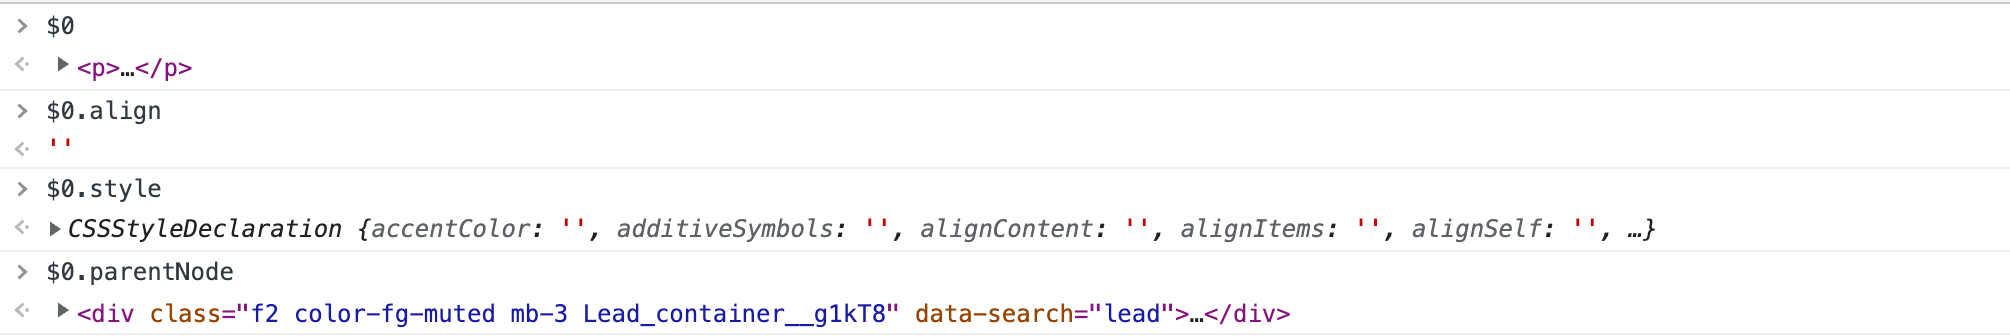 $0
<p>…</p>
$0.align
''
$0.style
CSSStyleDeclaration {accentColor: '', additiveSymbols: '', alignContent: '', alignItems: '', alignSelf: '', …}
$0.parentNode
<div class="f2 color-fg-muted mb-3 Lead_container__g1kT8" data-search="lead">…</div>